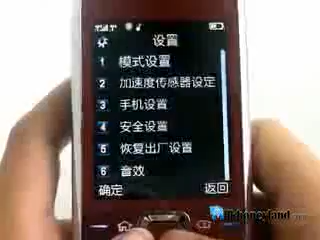 设置
1 模式设置
2 加速度传感器设定
3 手机设置
4 安全设置
5 恢复出厂设置
6 音效
确定 返回